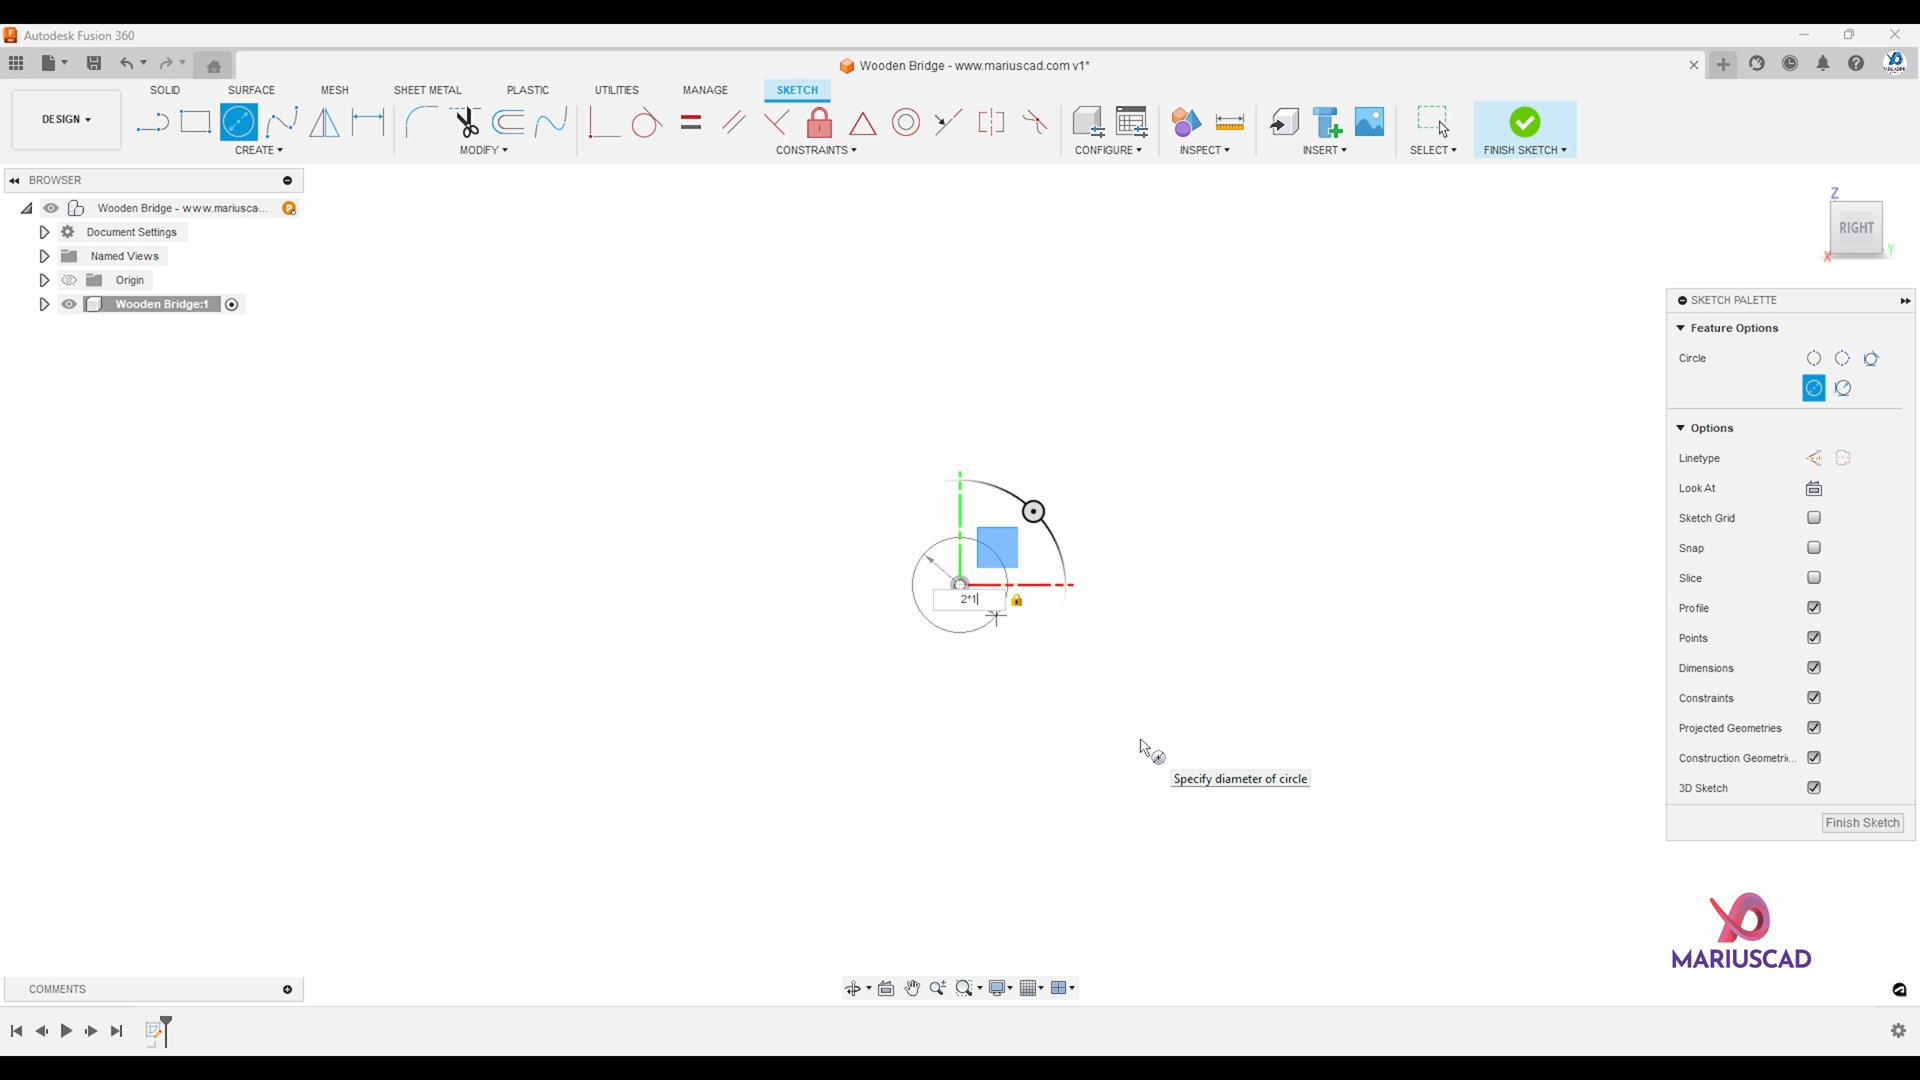 Autodesk Fusion 360
Wooden Bridge - www.mariuscad.com v1*
SOLID SURFACE MESH SHEET METAL PLASTIC UTILITIES MANAGE SKETCH
DESIGN
CREATE MODIFY CONSTRAINTS CONFIGURE INSPECT INSERT SELECT FINISH SKETCH
BROWSER
Wooden Bridge - www.mariusca...
Document Settings
Named Views
Origin
Wooden Bridge:1
Z
RIGHT
X
Y
SKETCH PALETTE
Feature Options
Circle
Options
Linetype
Look At
Sketch Grid
Snap
Slice
Profile
Points
Dimensions
Constraints
Projected Geometries
Construction Geometri...
3D Sketch
Finish Sketch
2*1
Specify diameter of circle
MARIUSCAD
COMMENTS